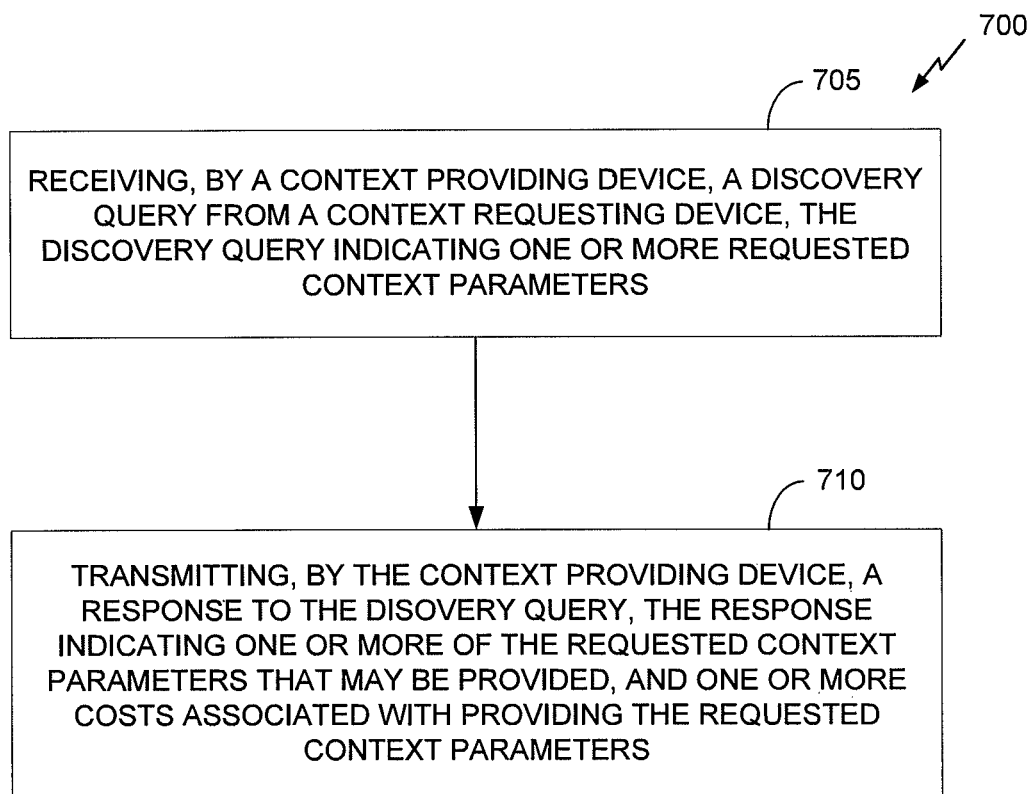 700
705
RECEIVING, BY A CONTEXT PROVIDING DEVICE, A DISCOVERY
QUERY FROM A CONTEXT REQUESTING DEVICE, THE
DISCOVERY QUERY INDICATING ONE OR MORE REQUESTED
CONTEXT PARAMETERS
710
TRANSMITTING, BY THE CONTEXT PROVIDING DEVICE, A
RESPONSE TO THE DISOVERY QUERY, THE RESPONSE
INDICATING ONE OR MORE OF THE REQUESTED CONTEXT
PARAMETERS THAT MAY BE PROVIDED, AND ONE OR MORE
COSTS ASSOCIATED WITH PROVIDING THE REQUESTED
CONTEXT PARAMETERS